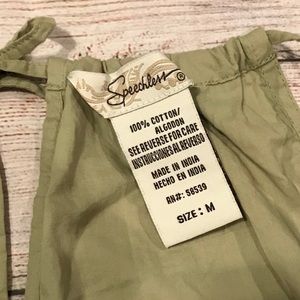 Speechless®
100% COTTON/
ALGODON
SEE REVERSE FOR CARE
INSTRUCCIONES AL REVERSO
MADE IN INDIA
HECHO EN INDIA
RN#: 58539
SIZE: M